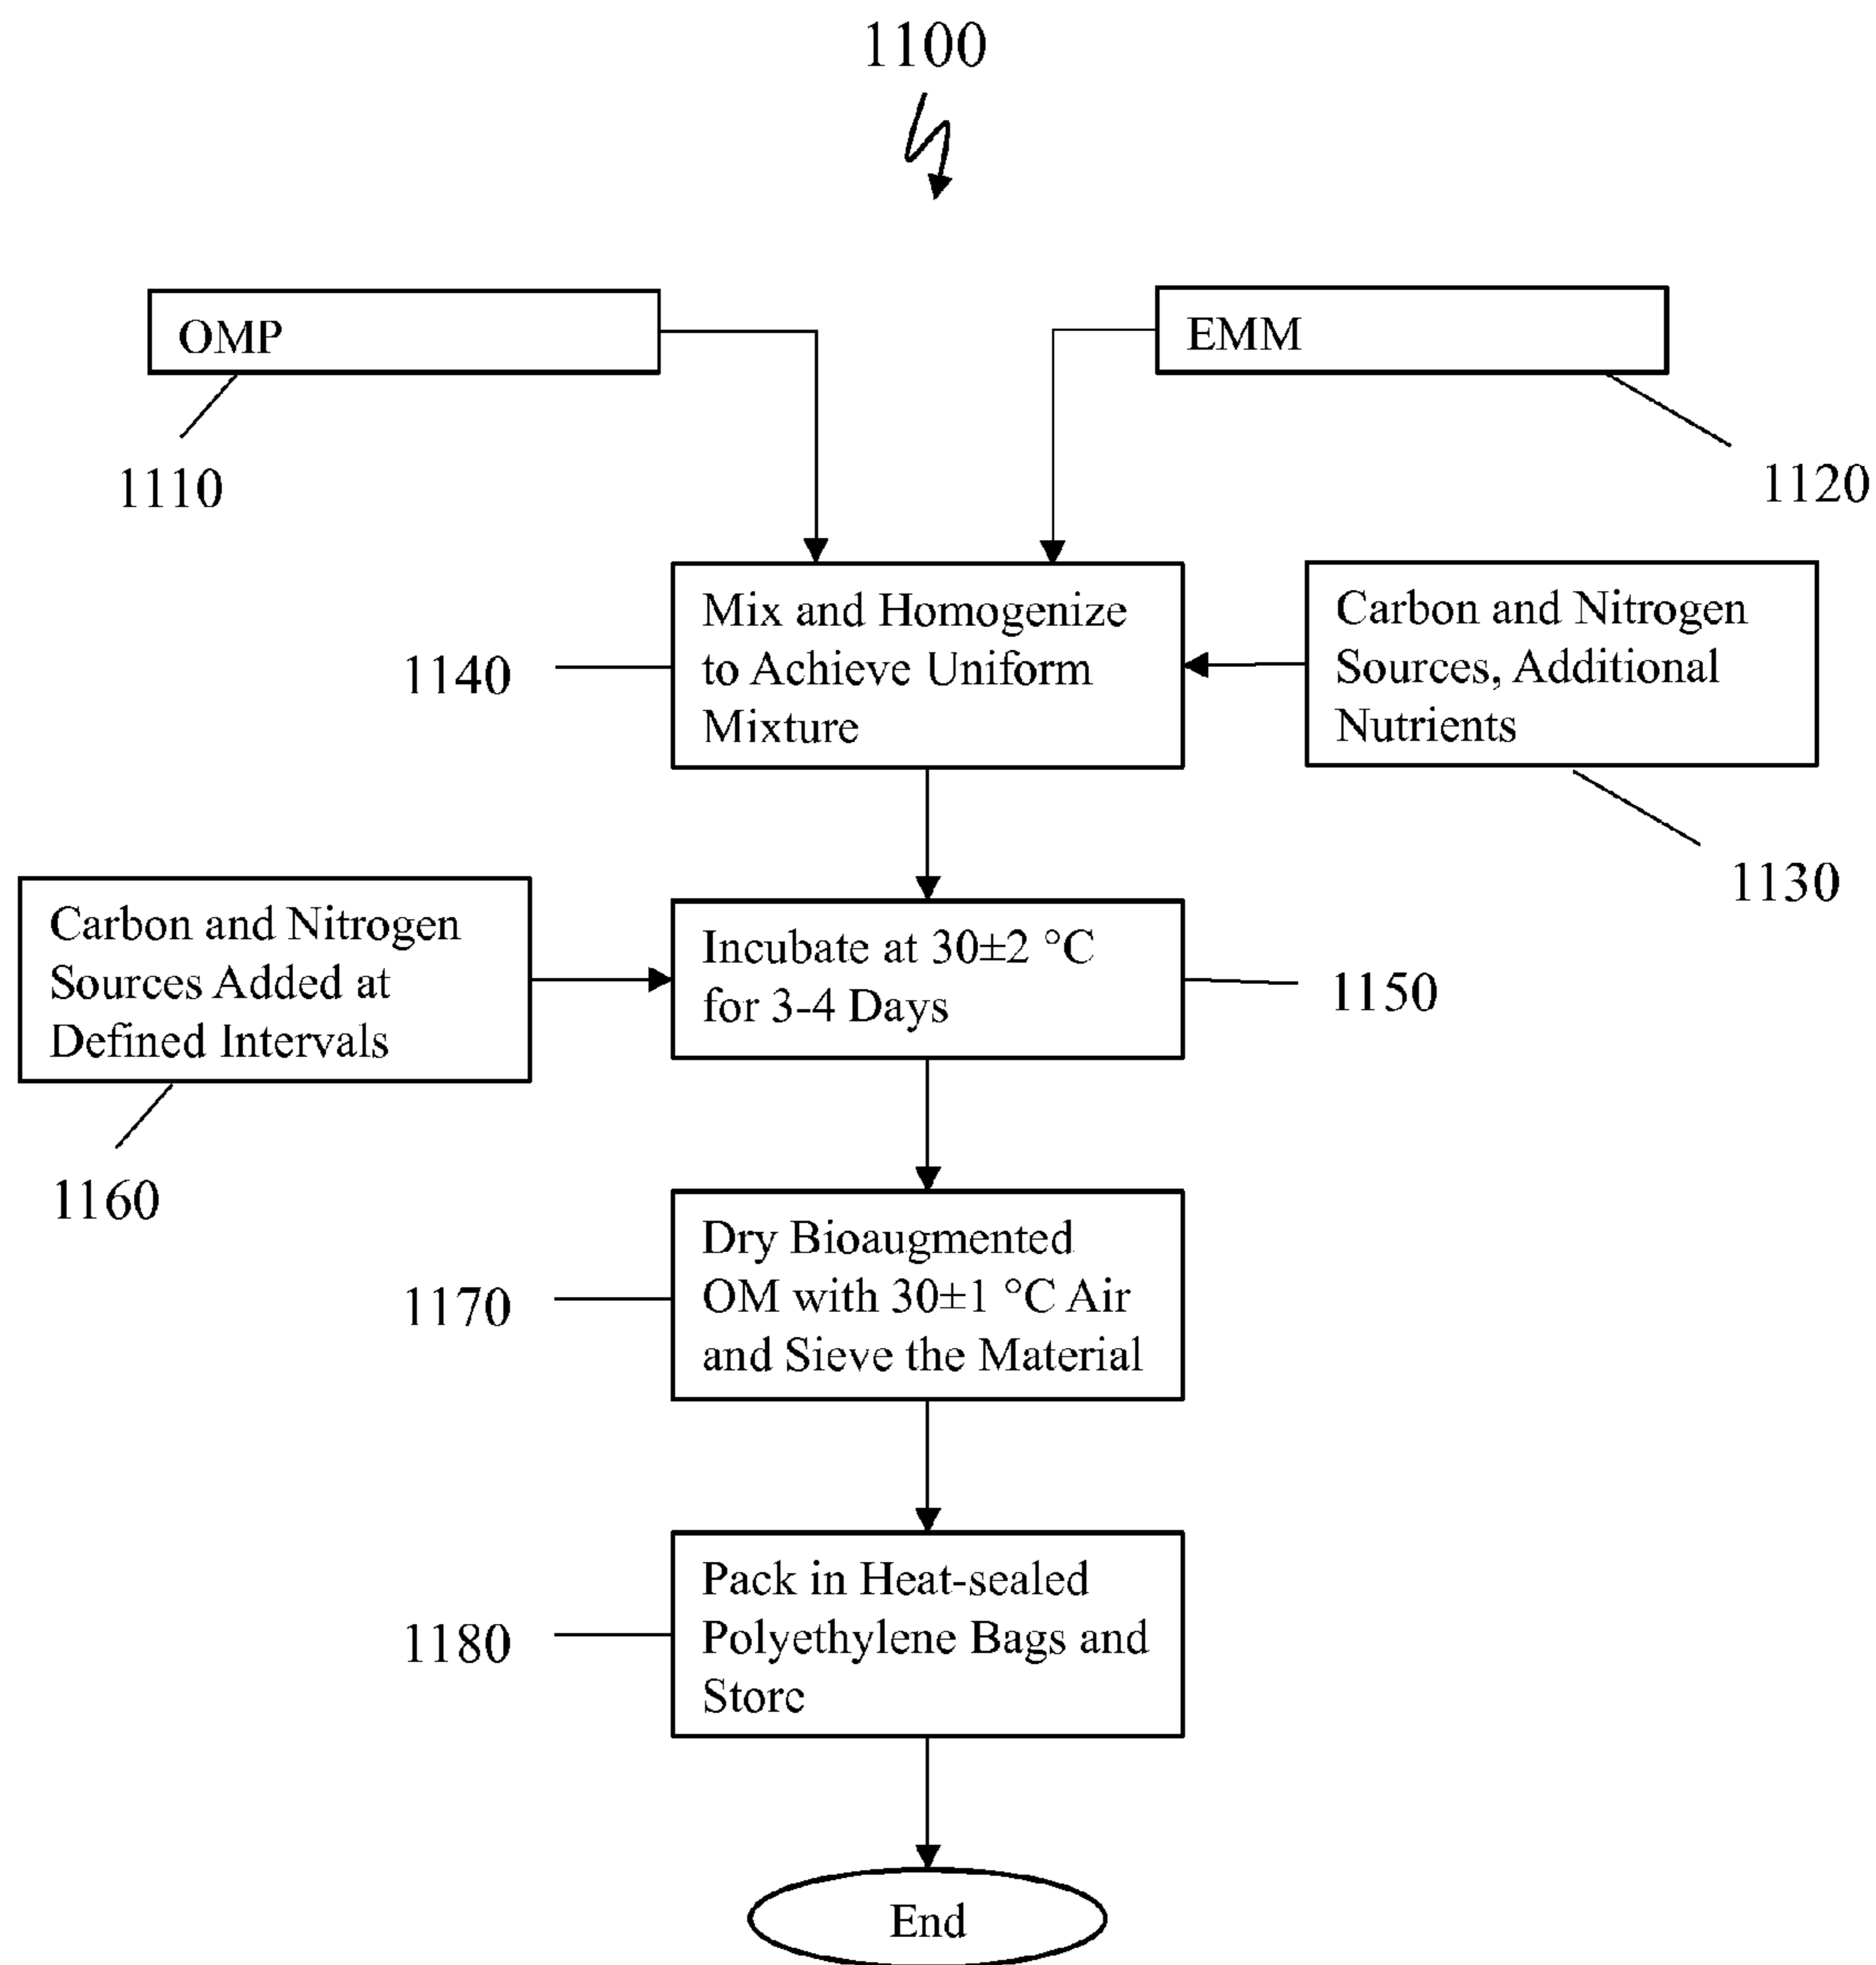 1100
OMP
EMM
1110
1120
Mix and Homogenize
to Achieve Uniform
Mixture
Carbon and Nitrogen
Sources, Additional
Nutrients
1140
1130
Carbon and Nitrogen
Sources Added at
Defined Intervals
Incubate at 30±2 °C
for 3-4 Days
1150
1160
Dry Bioaugmented
OM with 30±1 °C Air
and Sieve the Material
1170
Pack in Heat-sealed
Polyethylene Bags and
Store
1180
End